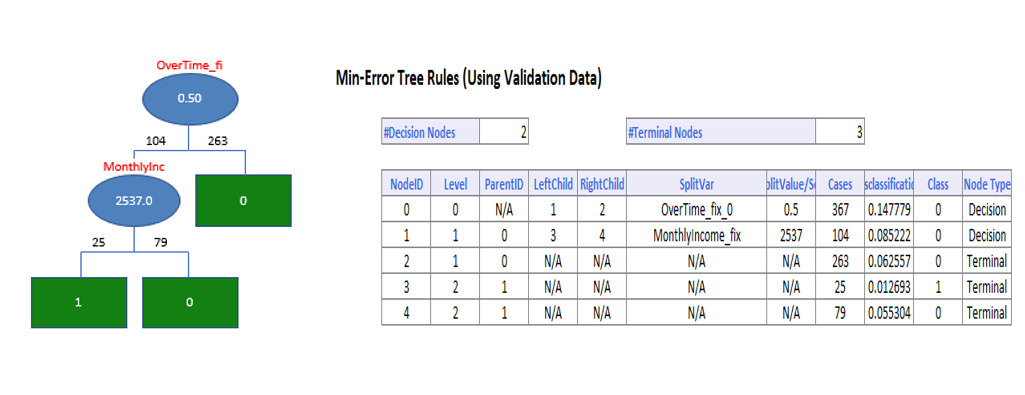 OverTime_fi
0.50
104 263
MonthlyInc
2537.0
0
25 79
1
0
Min-Error Tree Rules (Using Validation Data)
#Decision Nodes 2 #Terminal Nodes 3
NodeID Level ParentID LeftChild RightChild SplitVar plitValue/S Cases sclassificatio Class Node Type
0 0 N/A 1 2 OverTime_fix_0 0.5 367 0.147779 0 Decision
1 1 0 3 4 MonthlyIncome_fix 2537 104 0.085222 0 Decision
2 1 0 N/A N/A N/A N/A 263 0.062557 0 Terminal
3 2 1 N/A N/A N/A N/A 25 0.012693 1 Terminal
4 2 1 N/A N/A N/A N/A 79 0.055304 0 Terminal